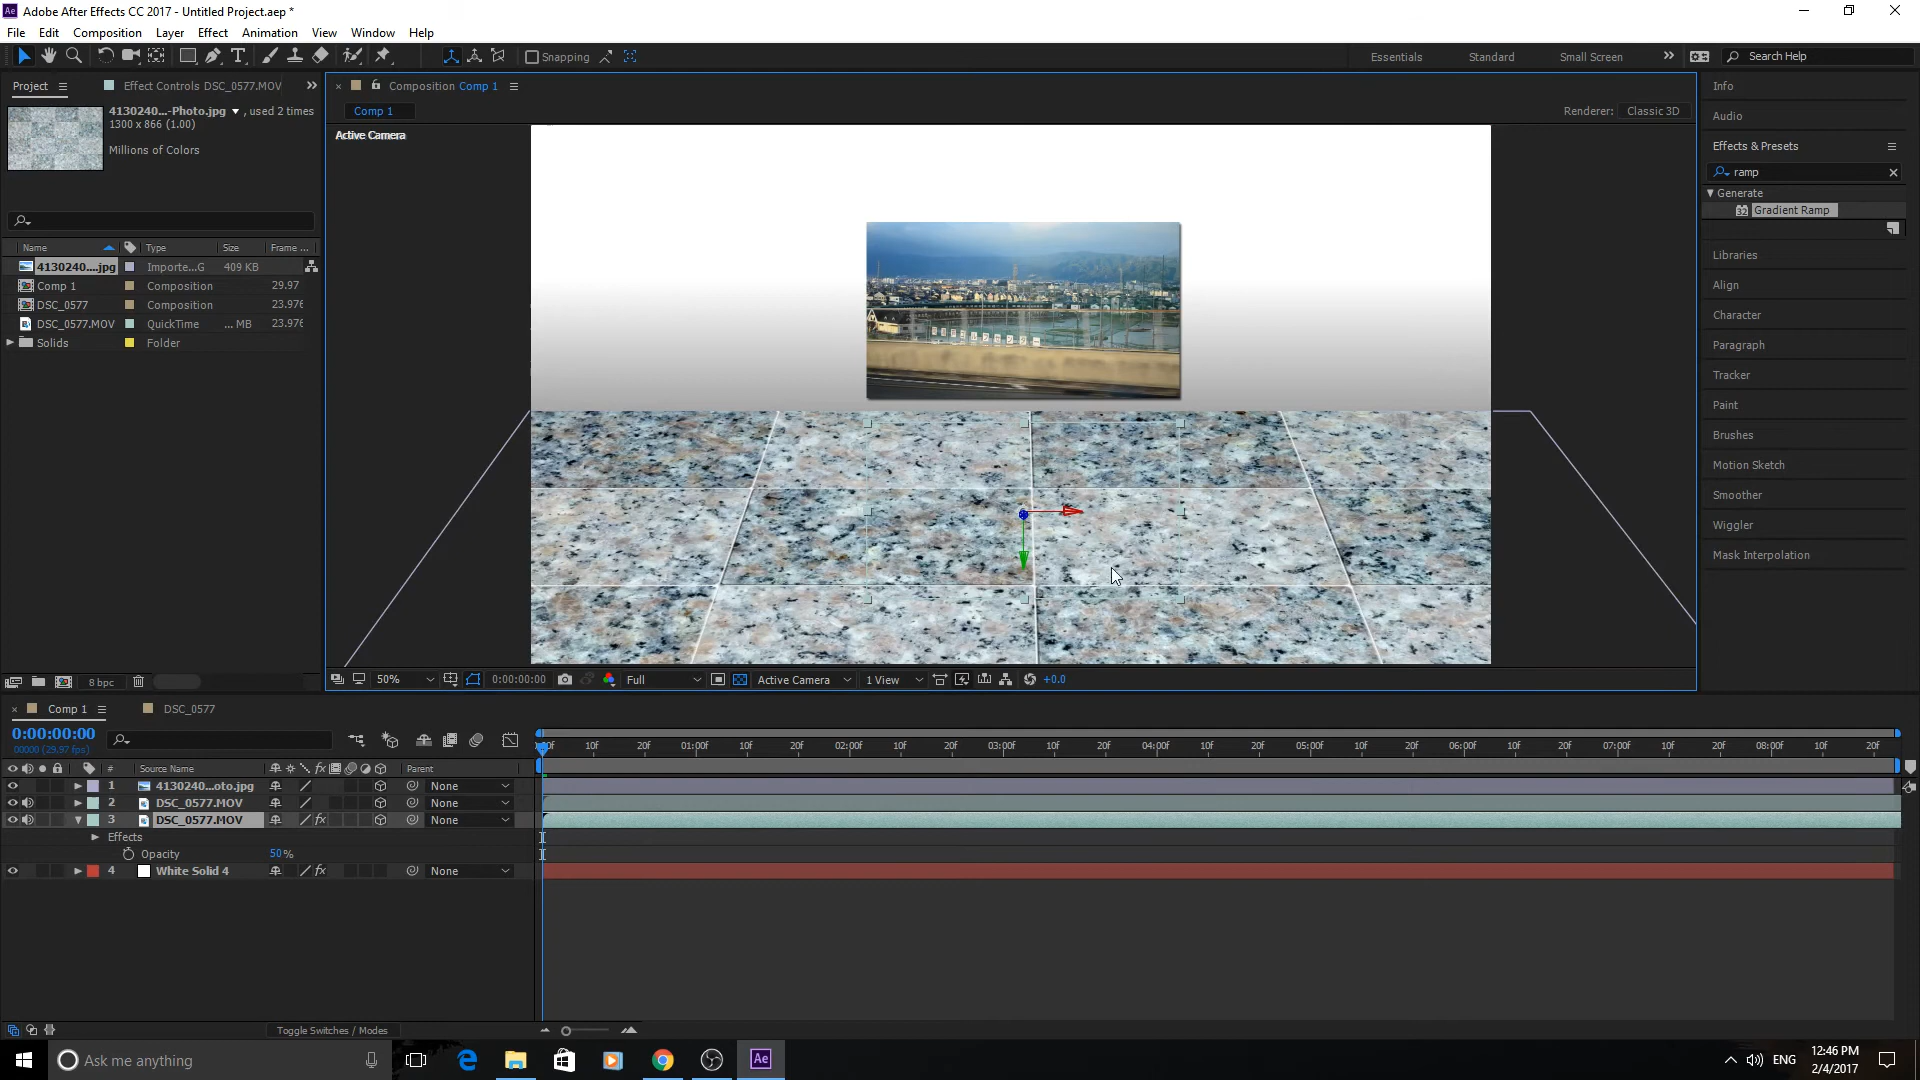 Adobe After Effects CC 2017 - Untitled Project.aep *
File Edit Composition Layer Effect Animation View Window Help
Snapping
Essentials Standard Small Screen Search Help
Project Effect Controls DSC_0577.MOV
4130240...-Photo.jpg , used 2 times
1300 x 866 (1.00)
Millions of Colors
Name Type Size Frame ...
4130240....jpg Importe...G 409 KB
Comp 1 Composition 29.97
DSC_0577 Composition 23.976
DSC_0577.MOV QuickTime ... MB 23.976
Solids Folder
8 bpc
Composition Comp 1
Comp 1
Renderer: Classic 3D
Active Camera
50% 0:00:00:00 Full Active Camera 1 View +0.0
Info
Audio
Effects & Presets
ramp
Generate
32 Gradient Ramp
Libraries
Align
Character
Paragraph
Tracker
Paint
Brushes
Motion Sketch
Smoother
Wiggler
Mask Interpolation
Comp 1 DSC_0577
0:00:00:00
00000 (29.97 fps)
10f 20f 01:00f 10f 20f 02:00f 10f 20f 03:00f 10f 20f 04:00f 10f 20f 05:00f 10f 20f 06:00f 10f 20f 07:00f 10f 20f 08:00f 10f 20f
# Source Name fx Parent
1 4130240...oto.jpg None
2 DSC_0577.MOV None
3 DSC_0577.MOV fx None
Effects
Opacity 50%
4 White Solid 4 fx None
Toggle Switches / Modes
Ask me anything
Ae
ENG
12:46 PM
2/4/2017